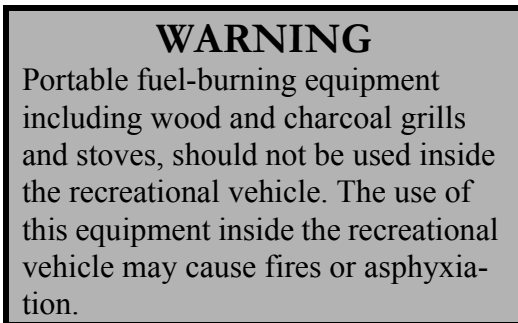 WARNING
Portable fuel-burning equipment
including wood and charcoal grills
and stoves, should not be used inside
the recreational vehicle. The use of
this equipment inside the recreational
vehicle may cause fires or asphyxia-
tion.